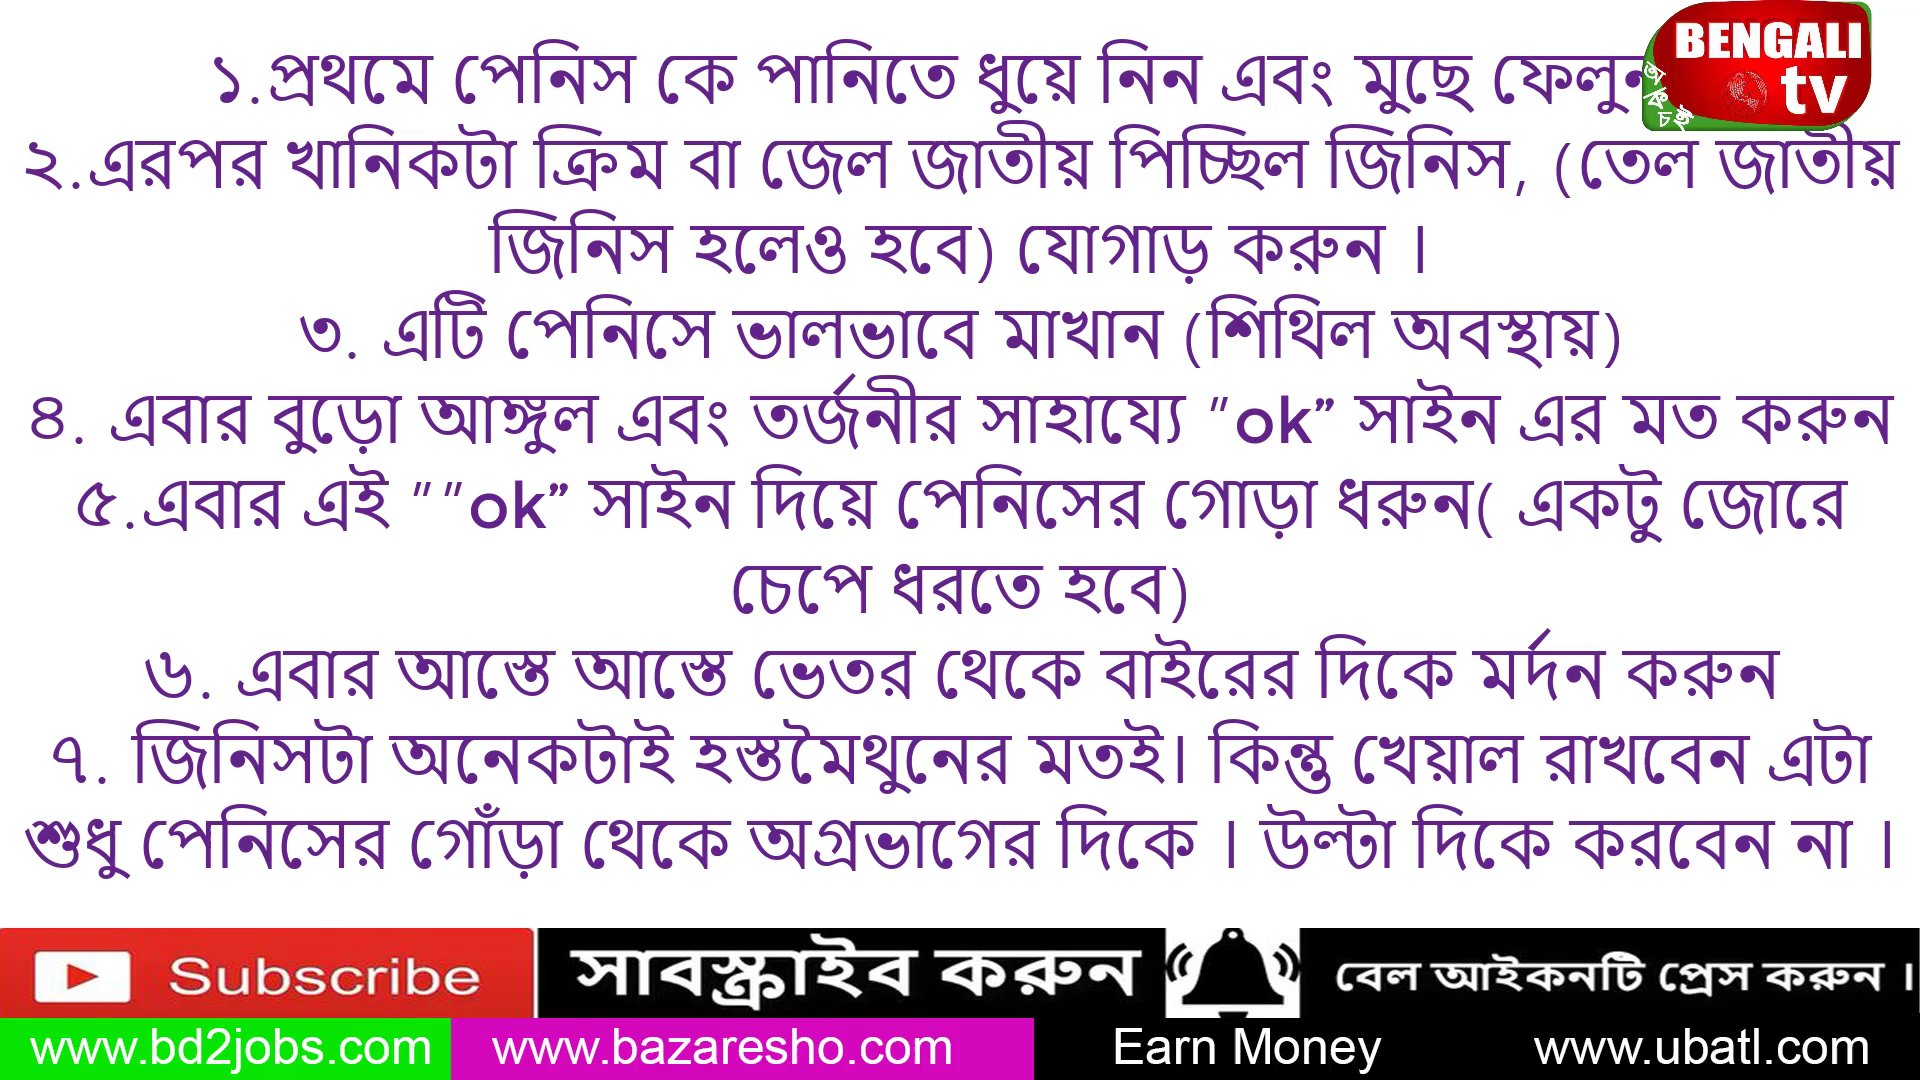 ১.প্রথমে পেনিস কে পানিতে ধুয়ে নিন এবং মুছে ফেলুন
BENGALI
tv
২.এরপর খানিকটা ক্রিম বা জেল জাতীয় পিচ্ছিল জিনিস, (তেল জাতীয়
জিনিস হলেও হবে) যোগাড় করুন ।
৩. এটি পেনিসে ভালভাবে মাখান (শিথিল অবস্থায়)
৪. এবার বুড়ো আঙ্গুল এবং তর্জনীর সাহায্যে "ok” সাইন এর মত করুন
৫.এবার এই ""ok” সাইন দিয়ে পেনিসের গোড়া ধরুন( একটু জোরে
চেপে ধরতে হবে)
৬. এবার আস্তে আস্তে ভেতর থেকে বাইরের দিকে মর্দন করুন
৭. জিনিসটা অনেকটাই হস্তমৈথুনের মতই। কিন্তু খেয়াল রাখবেন এটা
শুধু পেনিসের গোঁড়া থেকে অগ্রভাগের দিকে । উল্টা দিকে করবেন না ।
Subscribe সাবস্ক্রাইব করুন বেল আইকনটি প্রেস করুন ।
www.bd2jobs.com www.bazaresho.com Earn Money www.ubatl.com